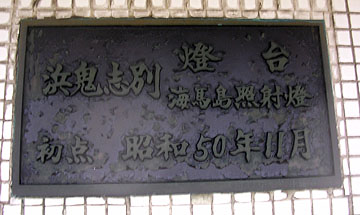 浜鬼志別 燈台
海馬島照射燈
初点 昭和50年11月